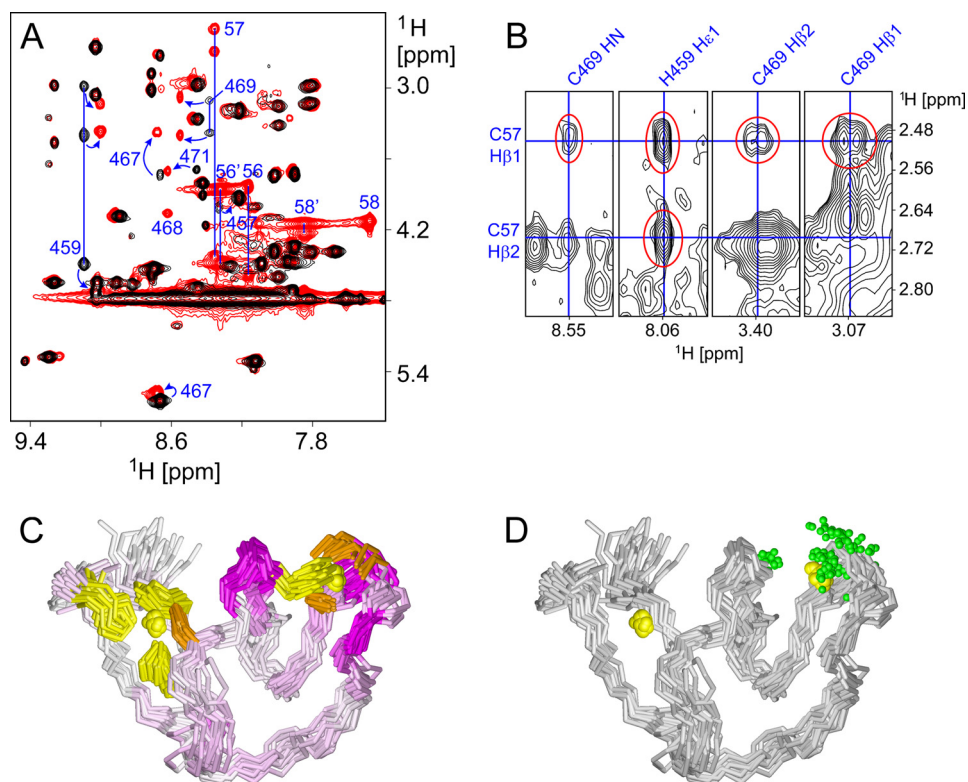 A
¹H
[ppm]
57
3.0
469
467
471
56' 56
58' 58
468
457
4.2
459
5.4
467
9.4 8.6 7.8
¹H [ppm]
B
C469 HN
H459 Hε1
C469 Hβ2
C469 Hβ1
¹H [ppm]
C57
Hβ1
2.48
2.56
2.64
C57
Hβ2
2.72
2.80
8.55 8.06 3.40 3.07
¹H [ppm]
C
D